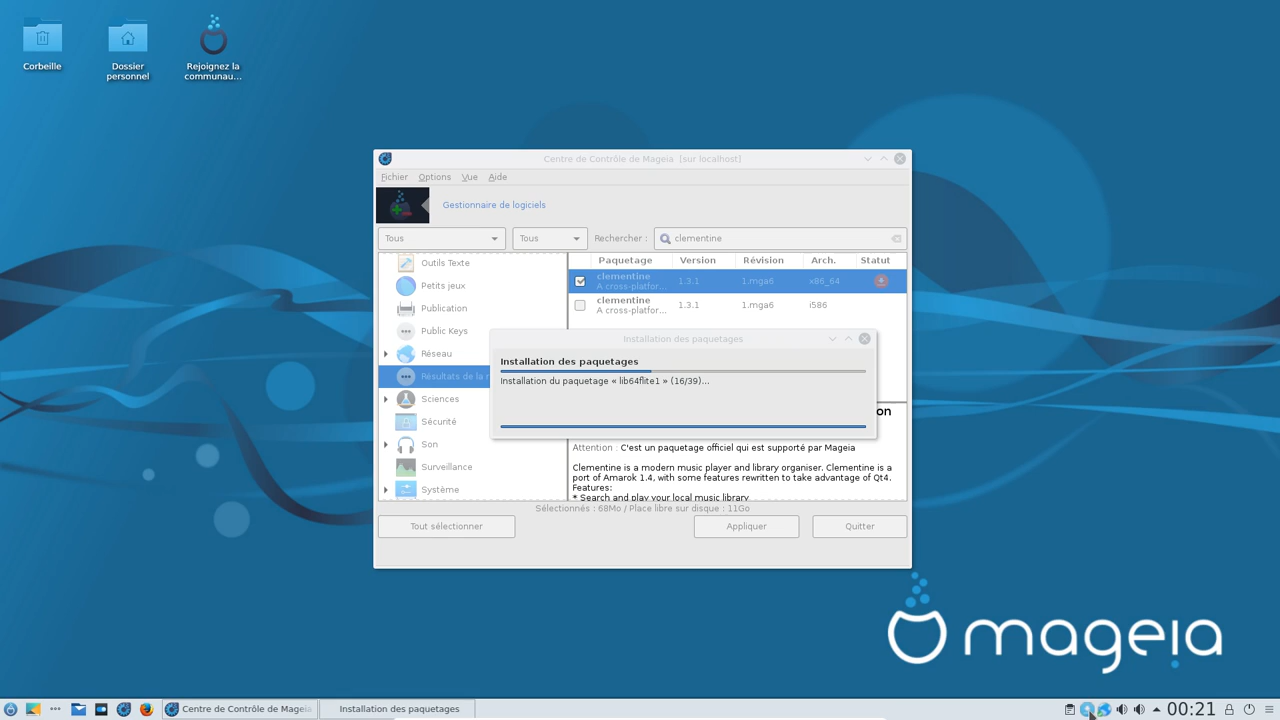 Corbeille
Dossier
personnel
Rejoignez la
communau...
Centre de Contrôle de Mageia [sur localhost]
Fichier Options Vue Aide
Gestionnaire de logiciels
Tous Tous Rechercher : clementine
Outils Texte
Petits jeux
Publication
Public Keys
Réseau
Résultats de la r
Sciences
Sécurité
Son
Surveillance
Système
Paquetage Version Révision Arch. Statut
clementine 1.3.1 1.mga6 x86_64
A cross-platfor...
clementine 1.3.1 1.mga6 i586
A cross-platfor...
Installation des paquetages
Installation des paquetages
Installation du paquetage « lib64flite1 » (16/39)...
on
Attention : C'est un paquetage officiel qui est supporté par Mageia
Clementine is a modern music player and library organiser. Clementine is a
port of Amarok 1.4, with some features rewritten to take advantage of Qt4.
Features:
* Search and play your local music library
Sélectionnés : 68Mo / Place libre sur disque : 11Go
Tout sélectionner Appliquer Quitter
mageia
Centre de Contrôle de Mageia Installation des paquetages 00:21